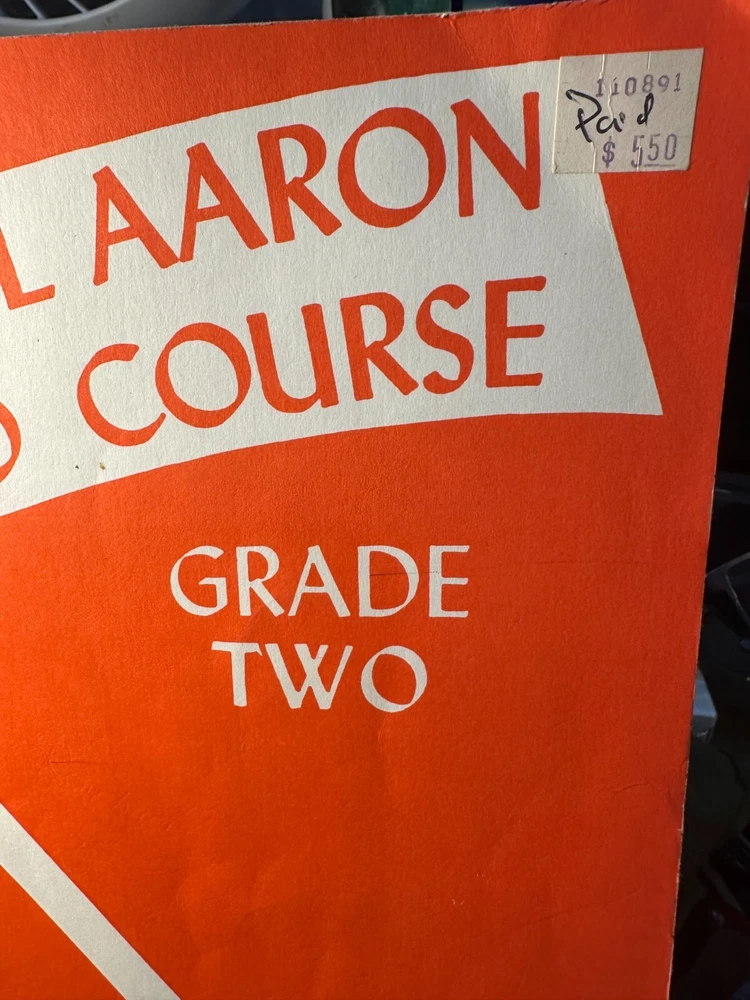 L AARON
COURSE
110891
Paid
$ 550
GRADE
TWO